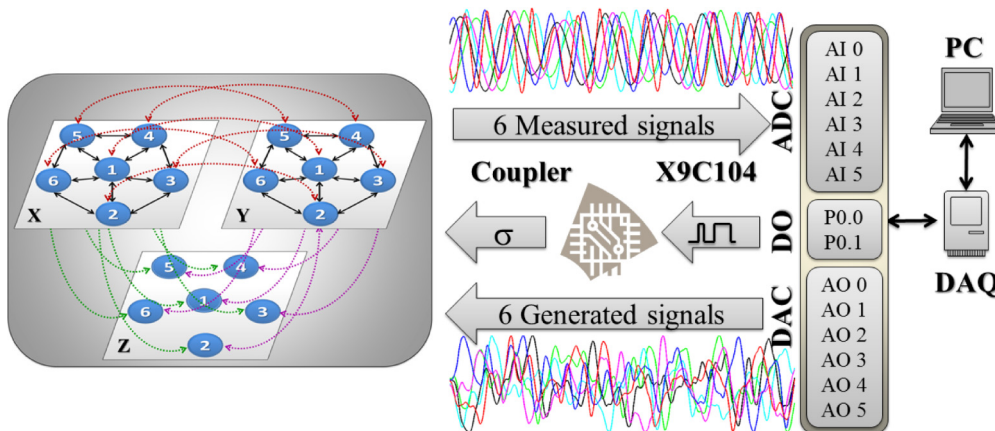 5 4
1
6 3
2
X
5 4
1
6 3
2
Y
5 4
1
6 3
2
Z
6 Measured signals
Coupler
X9C104
σ
6 Generated signals
ADC
DO
DAC
AI 0
AI 1
AI 2
AI 3
AI 4
AI 5
P0.0
P0.1
AO 0
AO 1
AO 2
AO 3
AO 4
AO 5
PC
DAQ